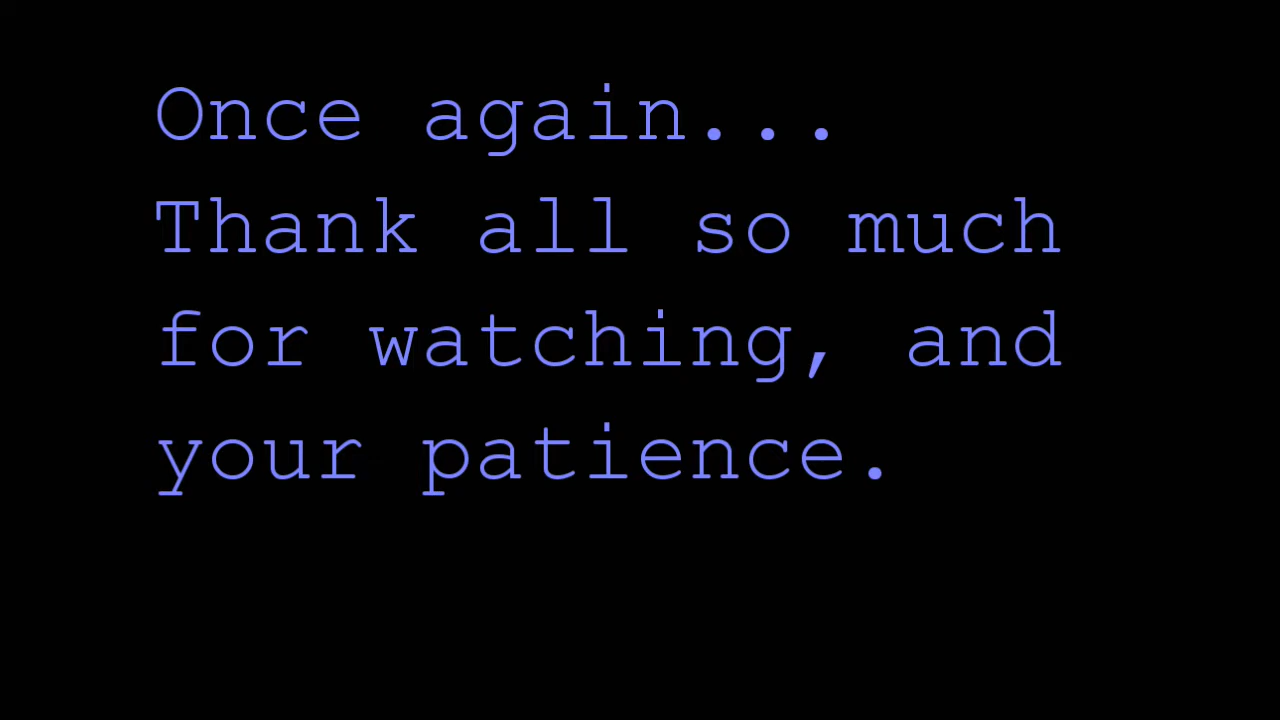 Once again...
Thank all so much
for watching, and
your patience.